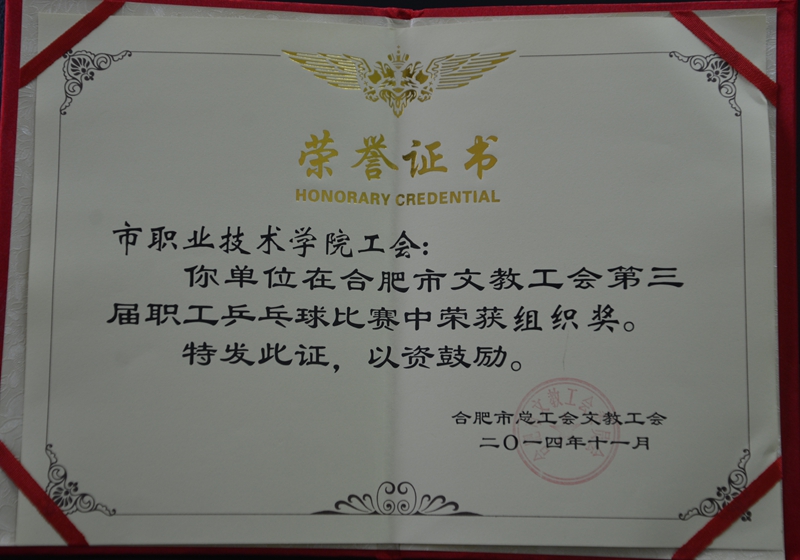 荣誉证书
HONORARY CREDENTIAL
市职业技术学院工会：
你单位在合肥市文教工会第三
届职工乒乓球比赛中荣获组织奖。
特发此证，以资鼓励。
合肥市总工会文教工会
二〇一四年十一月